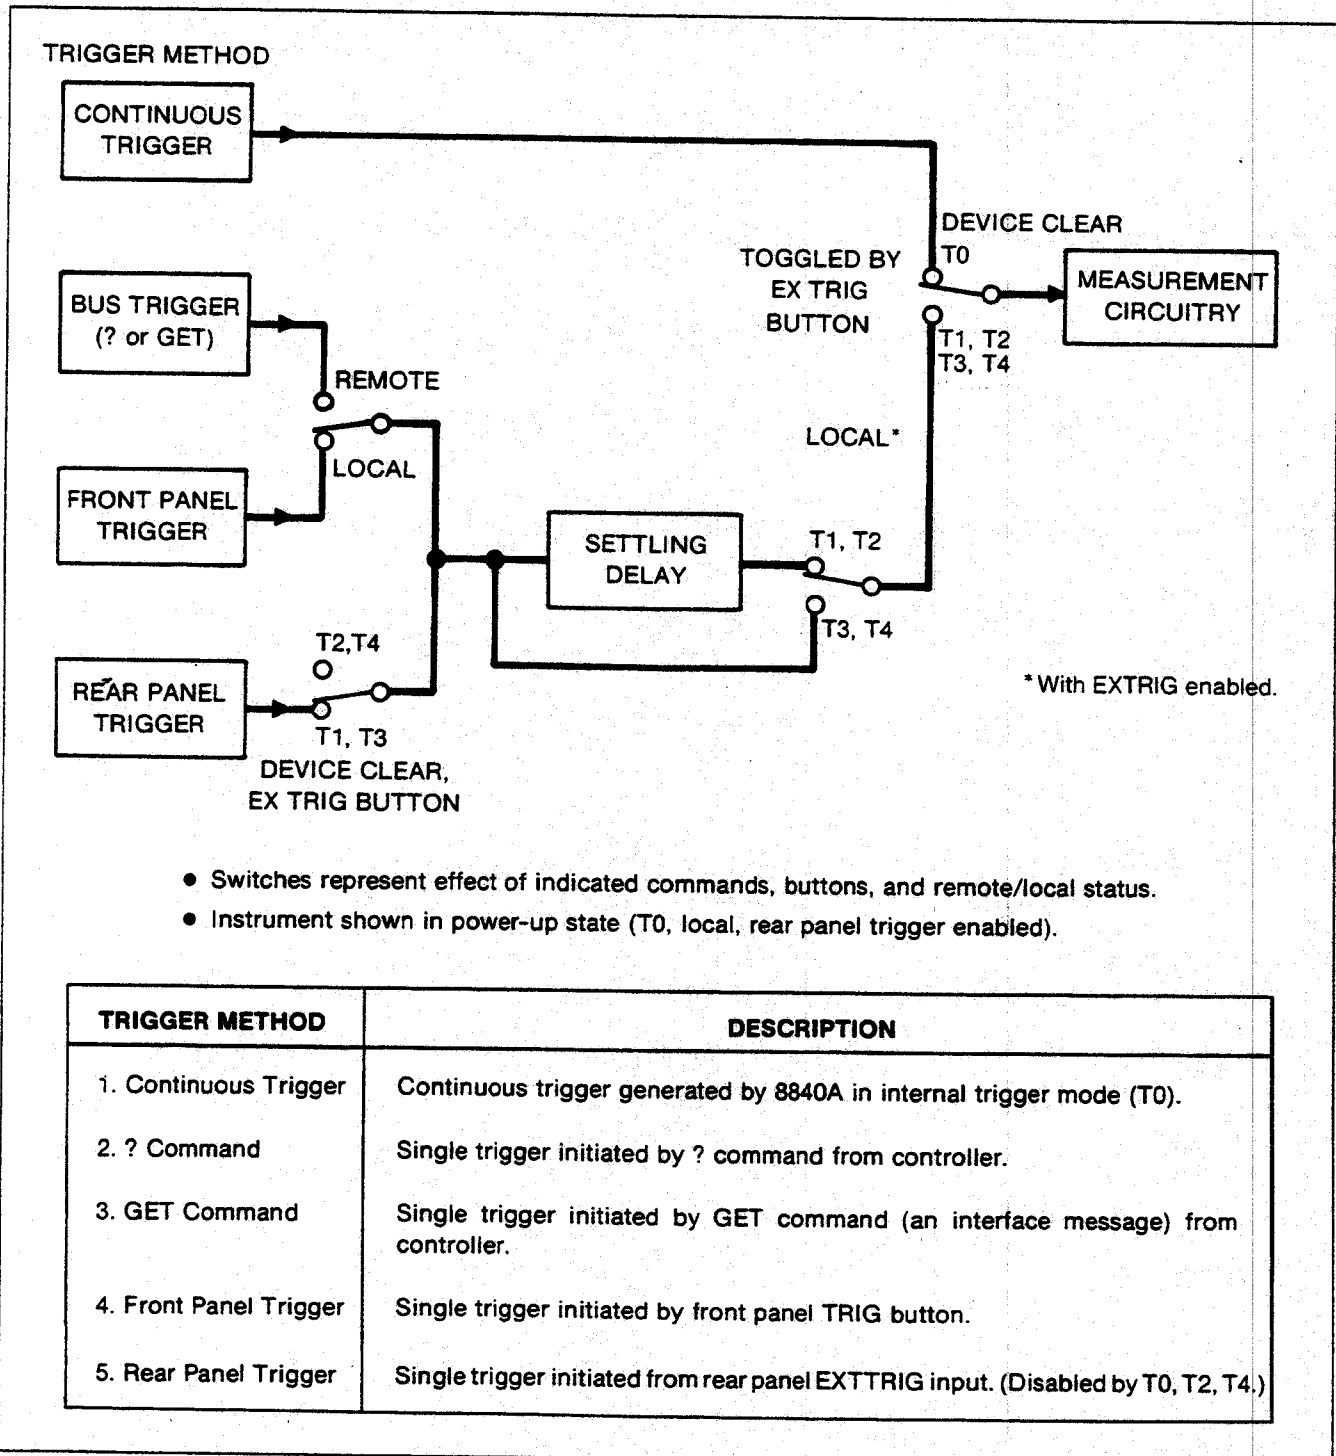 TRIGGER METHOD
CONTINUOUS
TRIGGER
DEVICE CLEAR
T0
TOGGLED BY
EX TRIG
BUTTON
MEASUREMENT
CIRCUITRY
T1, T2
T3, T4
BUS TRIGGER
(? or GET)
REMOTE
LOCAL
LOCAL*
FRONT PANEL
TRIGGER
SETTLING
DELAY
T1, T2
T3, T4
T2,T4
REAR PANEL
TRIGGER
T1, T3
DEVICE CLEAR,
EX TRIG BUTTON
*With EXTRIG enabled.
● Switches represent effect of indicated commands, buttons, and remote/local status.
● Instrument shown in power-up state (T0, local, rear panel trigger enabled).
TRIGGER METHOD DESCRIPTION
1. Continuous Trigger Continuous trigger generated by 8840A in internal trigger mode (T0).
2. ? Command Single trigger initiated by ? command from controller.
3. GET Command Single trigger initiated by GET command (an interface message) from
controller.
4. Front Panel Trigger Single trigger initiated by front panel TRIG button.
5. Rear Panel Trigger Single trigger initiated from rear panel EXTTRIG input. (Disabled by T0, T2, T4.)